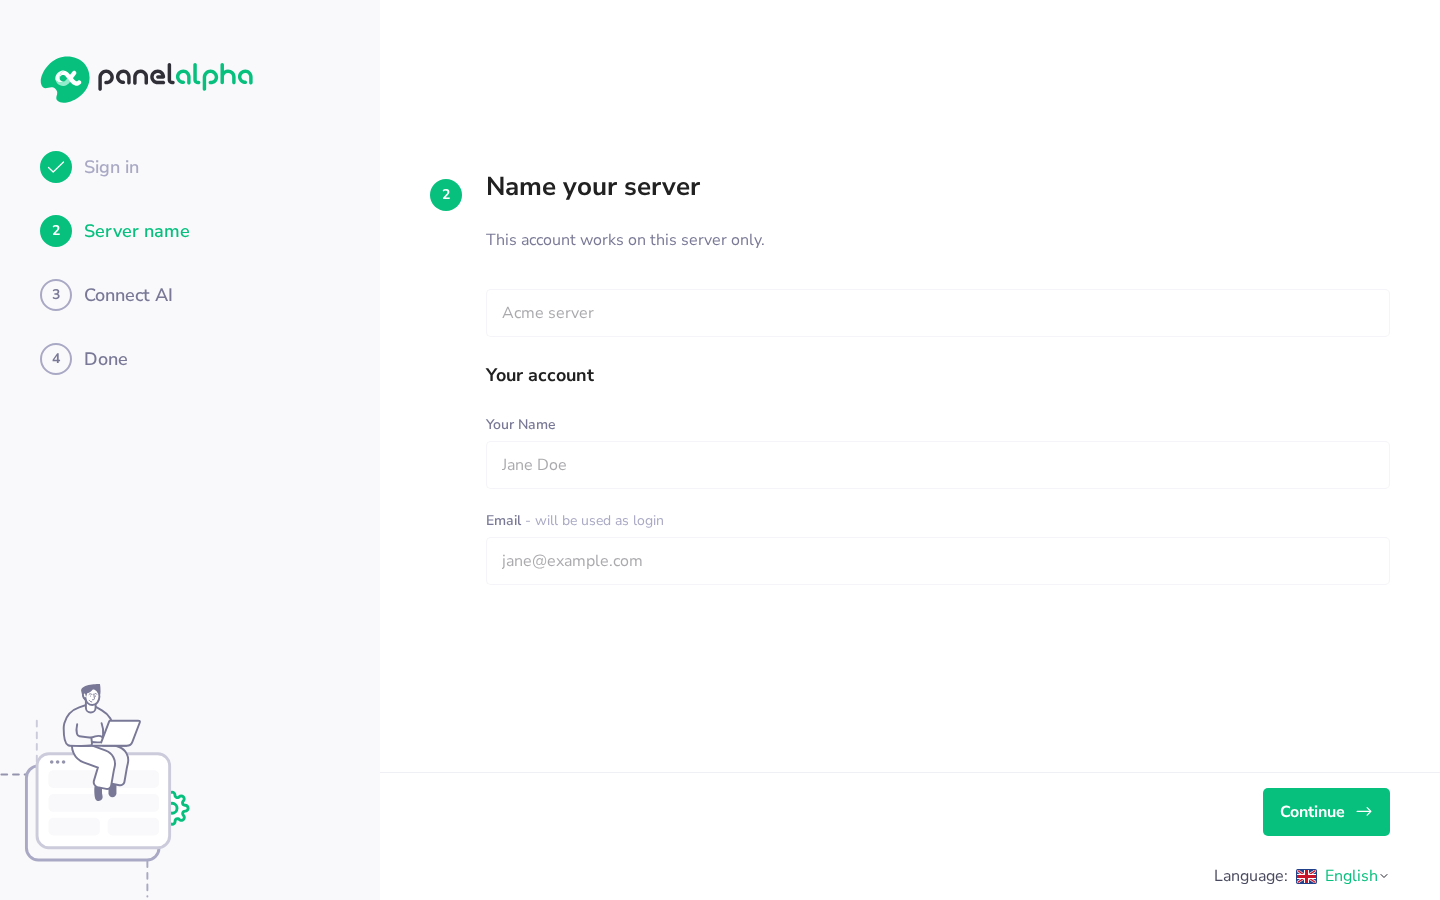 panelalpha
Sign in
2 Server name
3 Connect AI
4 Done
2 Name your server
This account works on this server only.
Acme server
Your account
Your Name
Jane Doe
Email - will be used as login
jane@example.com
Continue
Language: English